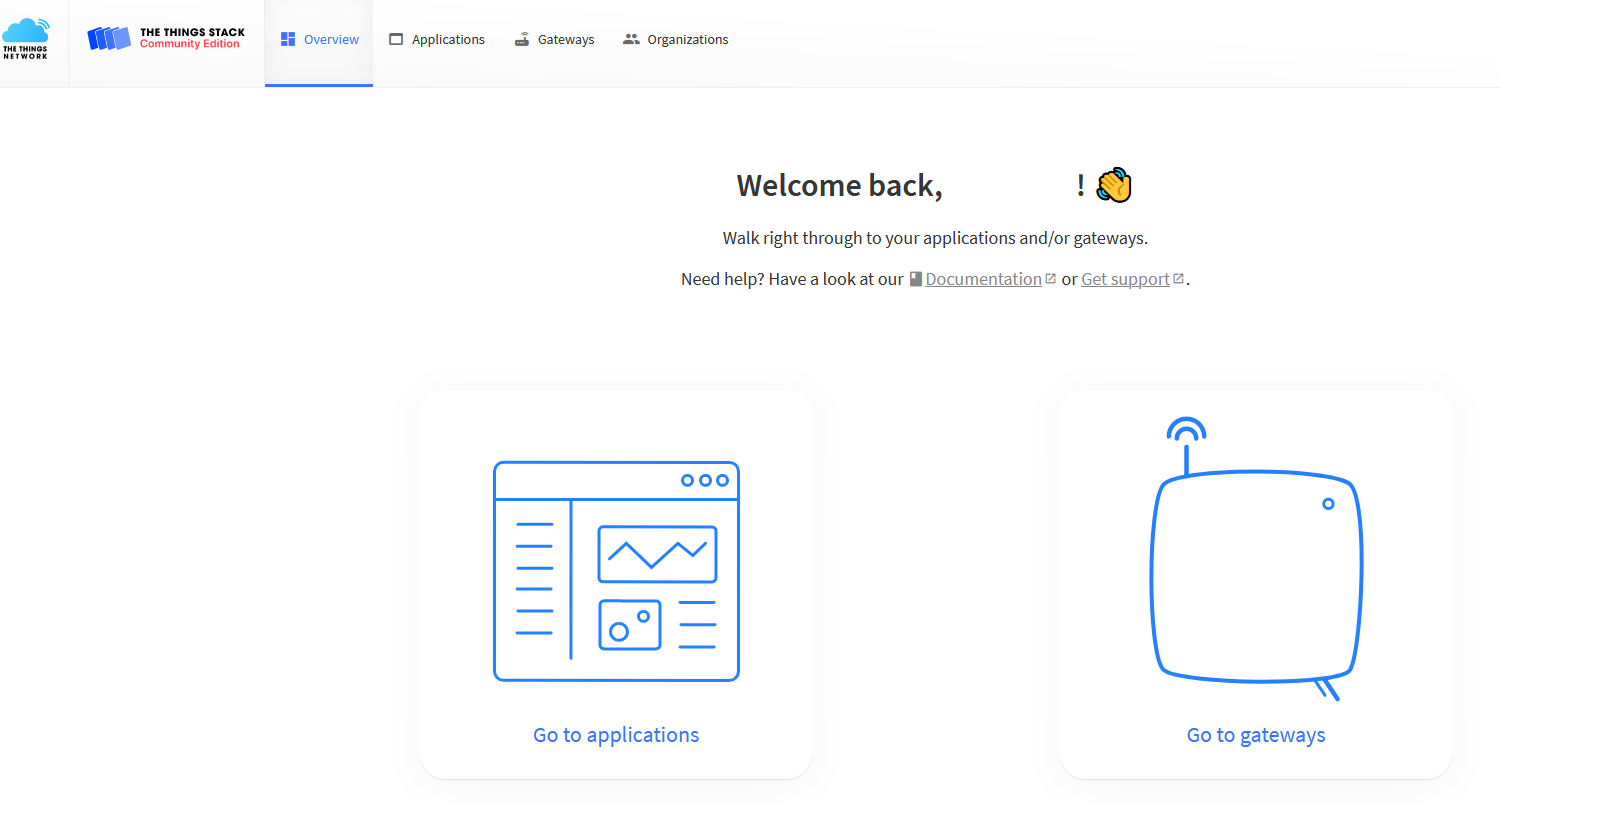 THE THINGS
NETWORK
THE THINGS STACK
Community Edition
Overview
Applications
Gateways
Organizations
Welcome back, !
Walk right through to your applications and/or gateways.
Need help? Have a look at our Documentation or Get support.
Go to applications
Go to gateways